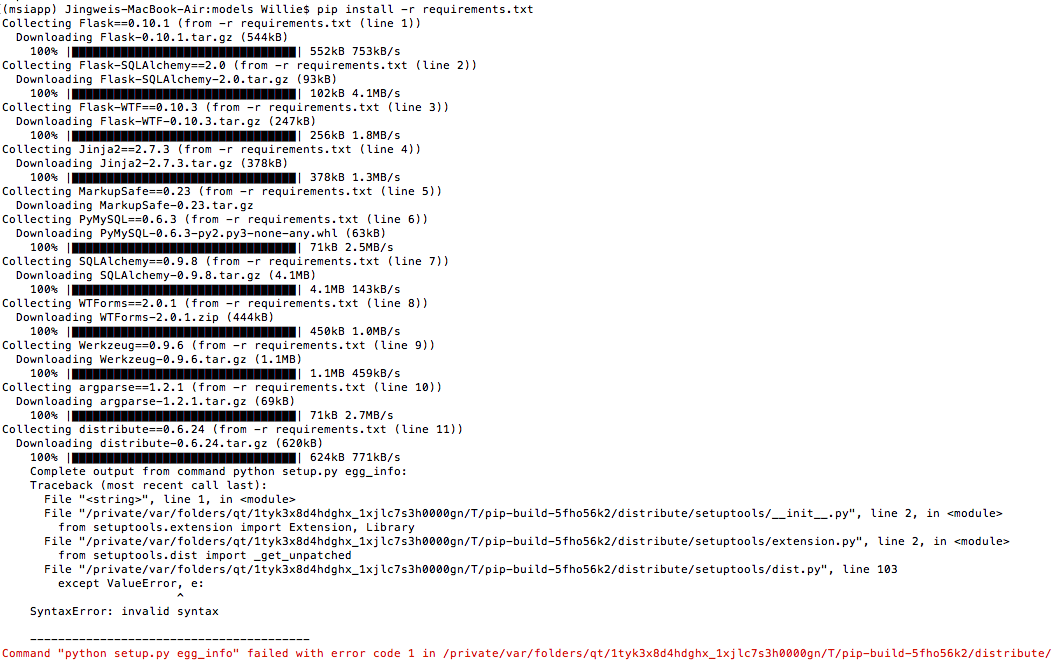 (msiapp) Jingweis-MacBook-Air:models Willie$ pip install -r requirements.txt
Collecting Flask==0.10.1 (from -r requirements.txt (line 1))
  Downloading Flask-0.10.1.tar.gz (544kB)
    100% |████████████████████████████████| 552kB 753kB/s
Collecting Flask-SQLAlchemy==2.0 (from -r requirements.txt (line 2))
  Downloading Flask-SQLAlchemy-2.0.tar.gz (93kB)
    100% |████████████████████████████████| 102kB 4.1MB/s
Collecting Flask-WTF==0.10.3 (from -r requirements.txt (line 3))
  Downloading Flask-WTF-0.10.3.tar.gz (247kB)
    100% |████████████████████████████████| 256kB 1.8MB/s
Collecting Jinja2==2.7.3 (from -r requirements.txt (line 4))
  Downloading Jinja2-2.7.3.tar.gz (378kB)
    100% |████████████████████████████████| 378kB 1.3MB/s
Collecting MarkupSafe==0.23 (from -r requirements.txt (line 5))
  Downloading MarkupSafe-0.23.tar.gz
Collecting PyMySQL==0.6.3 (from -r requirements.txt (line 6))
  Downloading PyMySQL-0.6.3-py2.py3-none-any.whl (63kB)
    100% |████████████████████████████████| 71kB 2.5MB/s
Collecting SQLAlchemy==0.9.8 (from -r requirements.txt (line 7))
  Downloading SQLAlchemy-0.9.8.tar.gz (4.1MB)
    100% |████████████████████████████████| 4.1MB 143kB/s
Collecting WTForms==2.0.1 (from -r requirements.txt (line 8))
  Downloading WTForms-2.0.1.zip (444kB)
    100% |████████████████████████████████| 450kB 1.0MB/s
Collecting Werkzeug==0.9.6 (from -r requirements.txt (line 9))
  Downloading Werkzeug-0.9.6.tar.gz (1.1MB)
    100% |████████████████████████████████| 1.1MB 459kB/s
Collecting argparse==1.2.1 (from -r requirements.txt (line 10))
  Downloading argparse-1.2.1.tar.gz (69kB)
    100% |████████████████████████████████| 71kB 2.7MB/s
Collecting distribute==0.6.24 (from -r requirements.txt (line 11))
  Downloading distribute-0.6.24.tar.gz (620kB)
    100% |████████████████████████████████| 624kB 771kB/s
    Complete output from command python setup.py egg_info:
    Traceback (most recent call last):
      File "<string>", line 1, in <module>
      File "/private/var/folders/qt/1tyk3x8d4hdghx_1xjlc7s3h0000gn/T/pip-build-5fho56k2/distribute/setuptools/__init__.py", line 2, in <module>
        from setuptools.extension import Extension, Library
      File "/private/var/folders/qt/1tyk3x8d4hdghx_1xjlc7s3h0000gn/T/pip-build-5fho56k2/distribute/setuptools/extension.py", line 2, in <module>
        from setuptools.dist import _get_unpatched
      File "/private/var/folders/qt/1tyk3x8d4hdghx_1xjlc7s3h0000gn/T/pip-build-5fho56k2/distribute/setuptools/dist.py", line 103
        except ValueError, e:
                         ^
    SyntaxError: invalid syntax
    ----------------------------------------
Command "python setup.py egg_info" failed with error code 1 in /private/var/folders/qt/1tyk3x8d4hdghx_1xjlc7s3h0000gn/T/pip-build-5fho56k2/distribute/